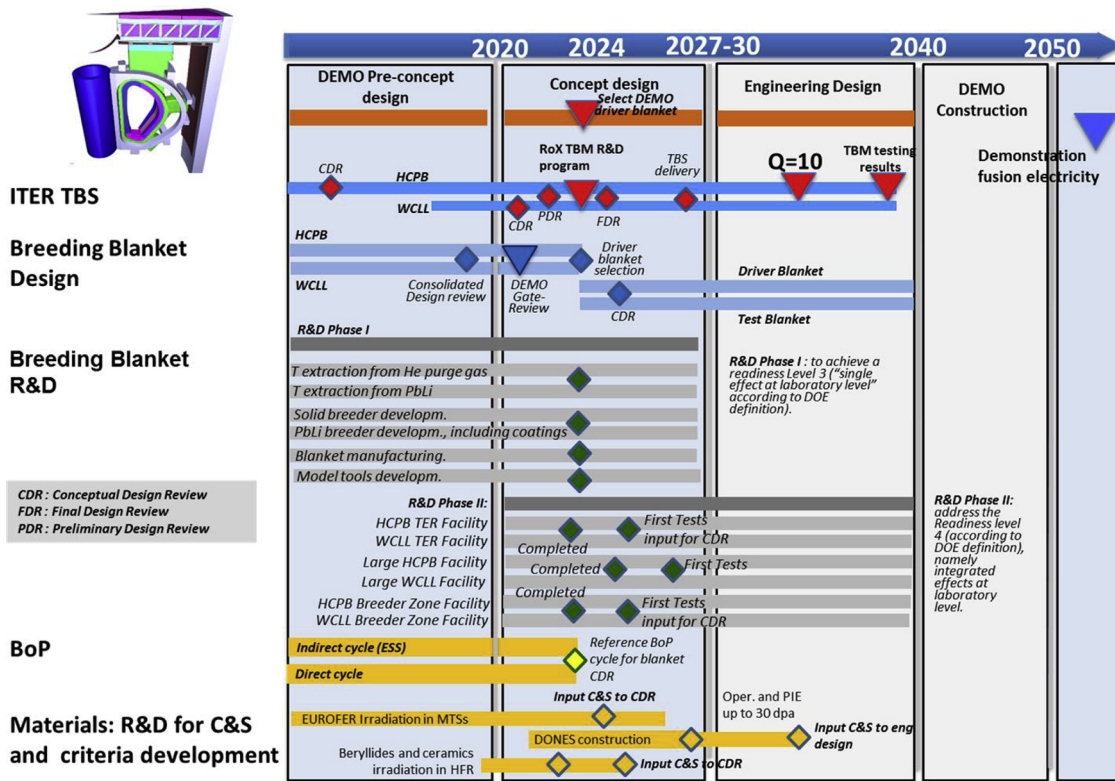 2020 2024 2027-30 2040 2050
DEMO Pre-concept
design
Concept design
Select DEMO
driver blanket
Engineering Design
DEMO
Construction
Demonstration
fusion electricity
ITER TBS
CDR
HCPB
WCLL
RoX TBM R&D
program
CDR
PDR
FDR
TBS
delivery
Q=10
TBM testing
results
Breeding Blanket
Design
HCPB
WCLL
Consolidated
Design review
DEMO
Gate-
Review
Driver
blanket
selection
CDR
Driver Blanket
Test Blanket
Breeding Blanket
R&D
R&D Phase I
T extraction from He purge gas
T extraction from PbLi
Solid breeder developm.
PbLi breeder developm., including coatings
Blanket manufacturing.
Model tools developm.
R&D Phase I : to achieve a
readiness Level 3 ("single
effect at laboratory level"
according to DOE
definition).
CDR : Conceptual Design Review
FDR : Final Design Review
PDR : Preliminary Design Review
R&D Phase II:
HCPB TER Facility
WCLL TER Facility
Completed
First Tests
input for CDR
Large HCPB Facility
Large WCLL Facility
Completed
First Tests
HCPB Breeder Zone Facility
WCLL Breeder Zone Facility
Completed
First Tests
input for CDR
R&D Phase II:
address the
Readiness level
4 (according to
DOE definition),
namely
integrated
effects at
laboratory
level.
BoP
Indirect cycle (ESS)
Direct cycle
Reference BoP
cycle for blanket
CDR
Materials: R&D for C&S
and criteria development
EUROFER Irradiation in MTSs
Input C&S to CDR
DONES construction
Oper. and PIE
up to 30 dpa
Input C&S to eng
design
Beryllides and ceramics
irradiation in HFR
Input C&S to CDR